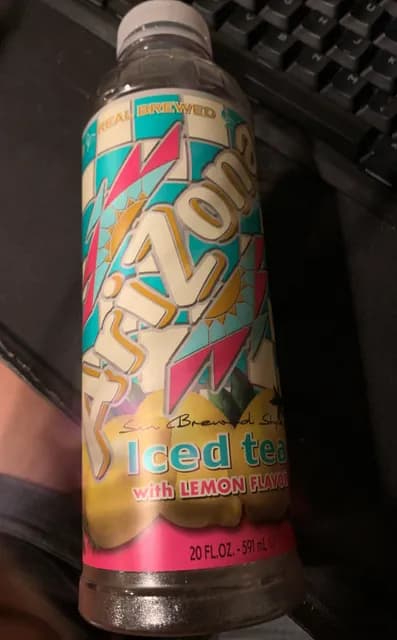 REAL BREWED
AriZona
Sun Brewed Style
Iced tea
with LEMON FLAVOR
20 FL.OZ. - 591 mL